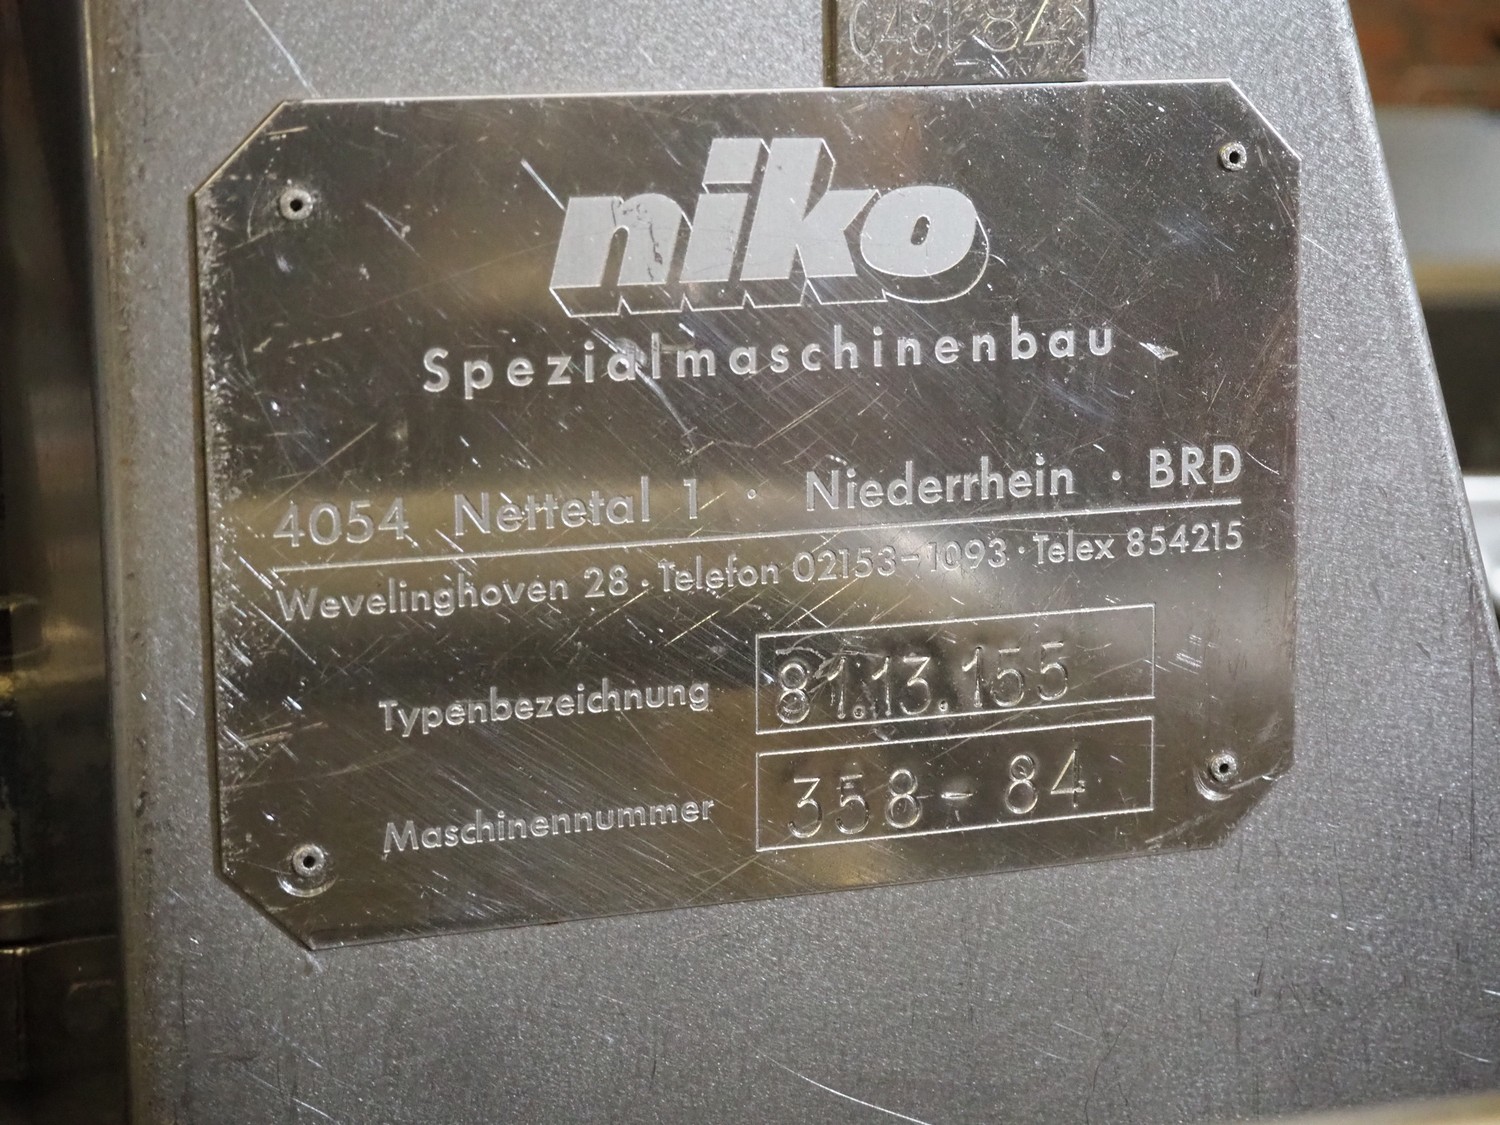 niko
Spezialmaschinenbau
4054 Nettetal 1 · Niederrhein · BRD
Wevelinghoven 28 · Telefon 02153-1093 · Telex 854215
Typenbezeichnung 81.13.155
Maschinennummer 358-84